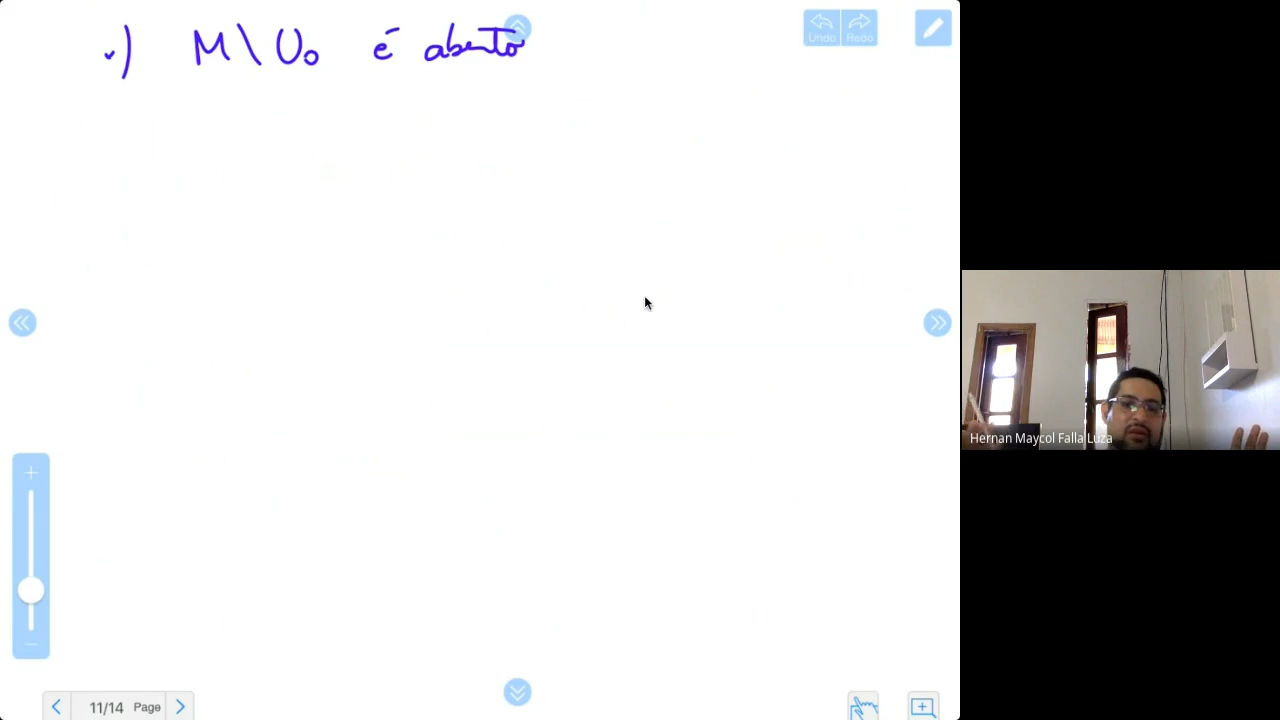 v) M \ U₀ é aberto
Undo Redo
Hernan Maycol Falla Luza
11/14 Page